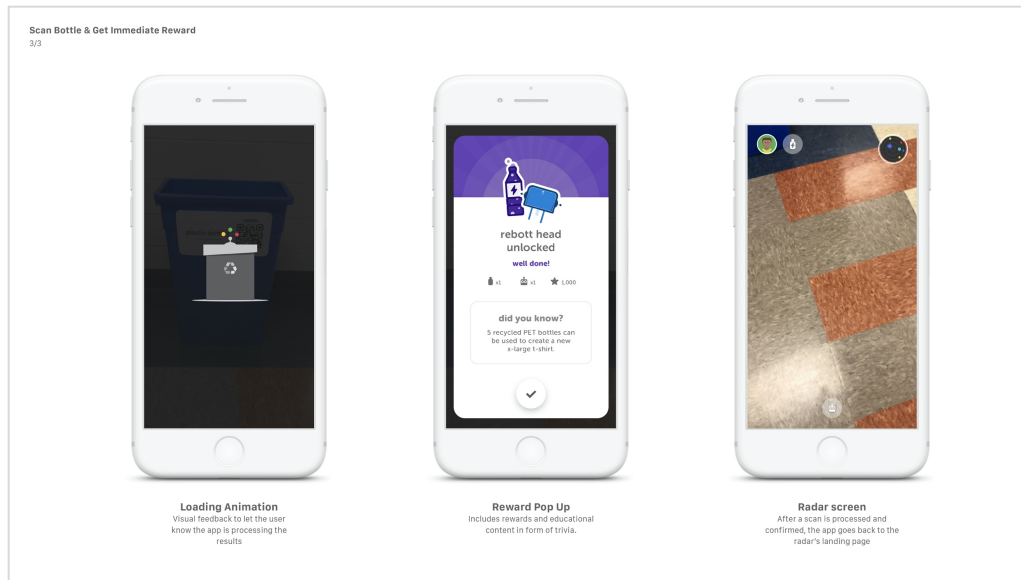 Scan Bottle & Get Immediate Reward
3/3
rebott head
unlocked
well done!
x1
x1
1,000
did you know?
5 recycled PET bottles can
be used to create a new
x-large t-shirt.
Loading Animation
Visual feedback to let the user
know the app is processing the
results
Reward Pop Up
Includes rewards and educational
content in form of trivia.
Radar screen
After a scan is processed and
confirmed, the app goes back to the
radar's landing page